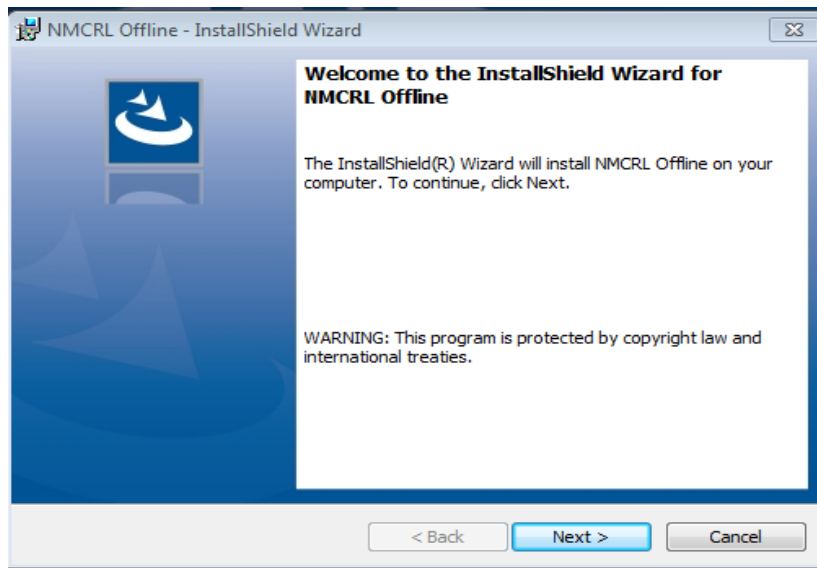 NMCRL Offline - InstallShield Wizard
Welcome to the InstallShield Wizard for
NMCRL Offline
The InstallShield(R) Wizard will install NMCRL Offline on your
computer. To continue, click Next.
WARNING: This program is protected by copyright law and
international treaties.
< Back
Next >
Cancel